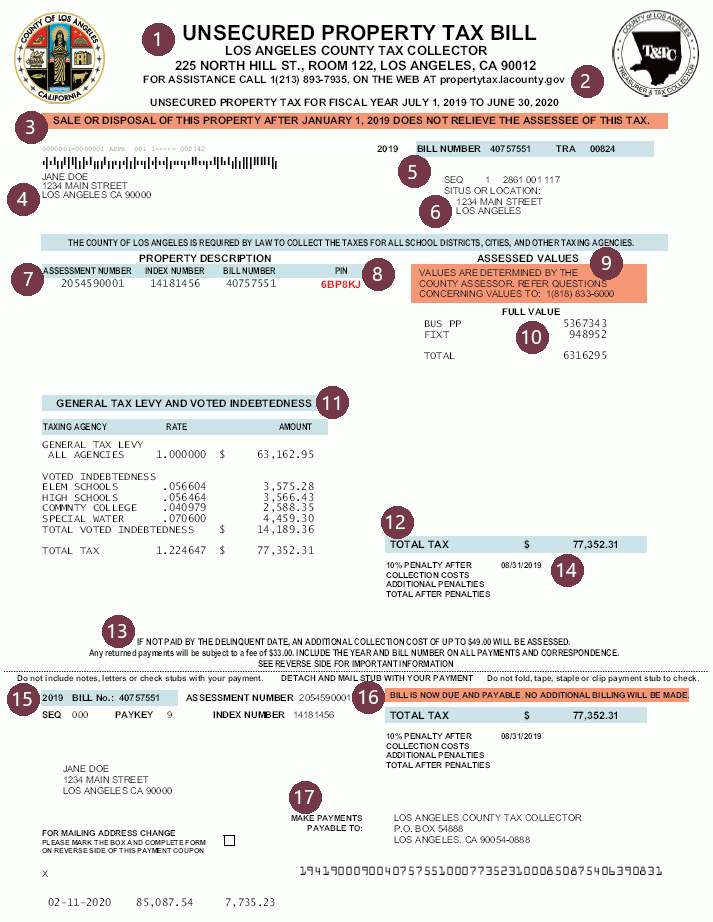 COUNTY OF LOS ANGELES
CALIFORNIA
1
UNSECURED PROPERTY TAX BILL
LOS ANGELES COUNTY TAX COLLECTOR
225 NORTH HILL ST., ROOM 122, LOS ANGELES, CA 90012
FOR ASSISTANCE CALL 1(213) 893-7935, ON THE WEB AT propertytax.lacounty.gov
2
COUNTY OF LOS ANGELES
T&TC
TREASURER & TAX COLLECTOR
UNSECURED PROPERTY TAX FOR FISCAL YEAR JULY 1, 2019 TO JUNE 30, 2020
3
SALE OR DISPOSAL OF THIS PROPERTY AFTER JANUARY 1, 2019 DOES NOT RELIEVE THE ASSESSEE OF THIS TAX.
0000001-0000001 APPS 001 1----- 002142
JANE DOE
1234 MAIN STREET
LOS ANGELES CA 90000
4
2019 BILL NUMBER 40757551 TRA 00824
5
SEQ 1 2861 001 117
SITUS OR LOCATION:
1234 MAIN STREET
LOS ANGELES
6
THE COUNTY OF LOS ANGELES IS REQUIRED BY LAW TO COLLECT THE TAXES FOR ALL SCHOOL DISTRICTS, CITIES, AND OTHER TAXING AGENCIES.
PROPERTY DESCRIPTION
7
ASSESSMENT NUMBER INDEX NUMBER BILL NUMBER PIN
2054590001 14181456 40757551 6BP8KJ
8
ASSESSED VALUES
9
VALUES ARE DETERMINED BY THE
COUNTY ASSESSOR. REFER QUESTIONS
CONCERNING VALUES TO: 1(818) 833-6000
FULL VALUE
BUS PP 5367343
FIXT 948952
10
TOTAL 6316295
GENERAL TAX LEVY AND VOTED INDEBTEDNESS
11
TAXING AGENCY RATE AMOUNT
GENERAL TAX LEVY
ALL AGENCIES 1.000000 $ 63,162.95
VOTED INDEBTEDNESS
ELEM SCHOOLS .056604 3,575.28
HIGH SCHOOLS .056464 3,566.43
COMMNTY COLLEGE .040979 2,588.35
SPECIAL WATER .070600 4,459.30
TOTAL VOTED INDEBTEDNESS $ 14,189.36
TOTAL TAX 1.224647 $ 77,352.31
12
TOTAL TAX $ 77,352.31
10% PENALTY AFTER 08/31/2019
COLLECTION COSTS
ADDITIONAL PENALTIES
TOTAL AFTER PENALTIES
14
13
IF NOT PAID BY THE DELINQUENT DATE, AN ADDITIONAL COLLECTION COST OF UP TO $49.00 WILL BE ASSESSED.
Any returned payments will be subject to a fee of $33.00. INCLUDE THE YEAR AND BILL NUMBER ON ALL PAYMENTS AND CORRESPONDENCE.
SEE REVERSE SIDE FOR IMPORTANT INFORMATION
Do not include notes, letters or check stubs with your payment. DETACH AND MAIL STUB WITH YOUR PAYMENT Do not fold, tape, staple or clip payment stub to check.
15
2019 BILL No.: 40757551 ASSESSMENT NUMBER 2054590001
SEQ 000 PAYKEY 9 INDEX NUMBER 14181456
16
BILL IS NOW DUE AND PAYABLE. NO ADDITIONAL BILLING WILL BE MADE
TOTAL TAX $ 77,352.31
10% PENALTY AFTER 08/31/2019
COLLECTION COSTS
ADDITIONAL PENALTIES
TOTAL AFTER PENALTIES
JANE DOE
1234 MAIN STREET
LOS ANGELES CA 90000
17
MAKE PAYMENTS
PAYABLE TO:
LOS ANGELES COUNTY TAX COLLECTOR
P.O. BOX 54888
LOS ANGELES, CA 90054-0888
FOR MAILING ADDRESS CHANGE
PLEASE MARK THE BOX AND COMPLETE FORM
ON REVERSE SIDE OF THIS PAYMENT COUPON
X
19419000900407575510007735231000850875406390831
02-11-2020 85,087.54 7,735.23